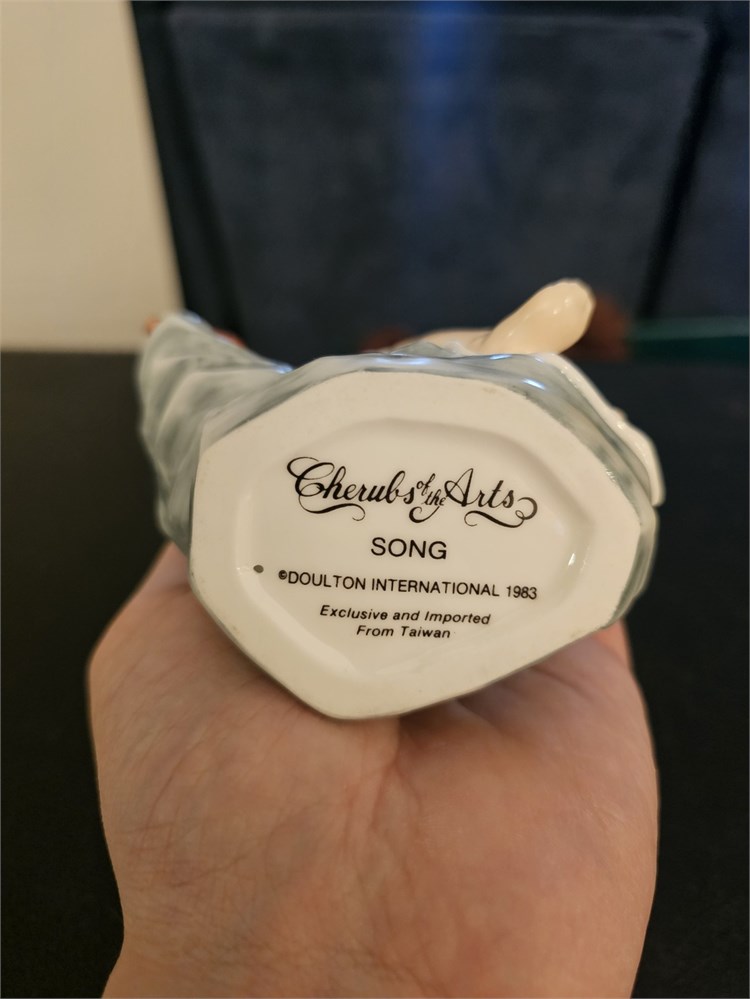 Cherubs of the Arts
SONG
©DOULTON INTERNATIONAL 1983
Exclusive and Imported
From Taiwan